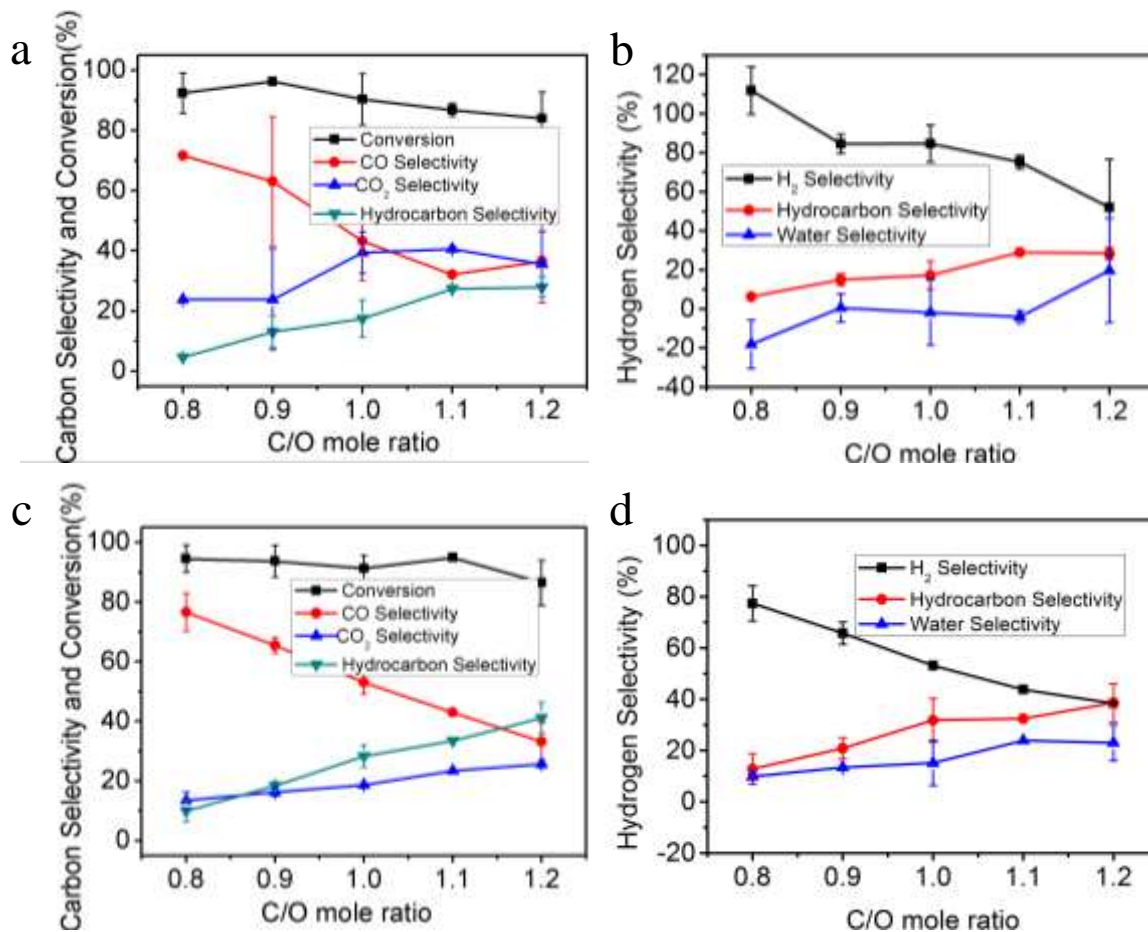 a
Carbon Selectivity and Conversion(%)
100
80
60
40
20
0
Conversion
CO Selectivity
CO₂ Selectivity
Hydrocarbon Selectivity
0.8 0.9 1.0 1.1 1.2
C/O mole ratio
b
Hydrogen Selectivity (%)
120
100
80
60
40
20
0
-20
-40
H₂ Selectivity
Hydrocarbon Selectivity
Water Selectivity
0.8 0.9 1.0 1.1 1.2
C/O mole ratio
c
Carbon Selectivity and Conversion(%)
100
80
60
40
20
0
Conversion
CO Selectivity
CO₂ Selectivity
Hydrocarbon Selectivity
0.8 0.9 1.0 1.1 1.2
C/O mole ratio
d
Hydrogen Selectivity (%)
100
80
60
40
20
0
-20
H₂ Selectivity
Hydrocarbon Selectivity
Water Selectivity
0.8 0.9 1.0 1.1 1.2
C/O mole ratio